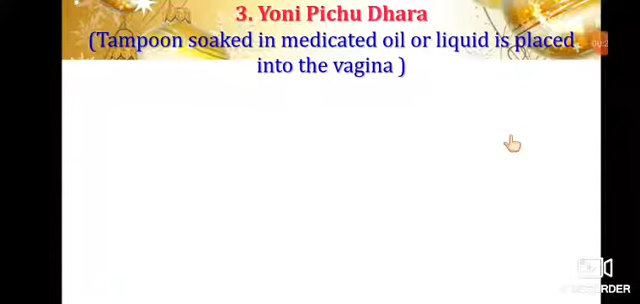 3. Yoni Pichu Dhara
(Tampoon soaked in medicated oil or liquid is placed
into the vagina )